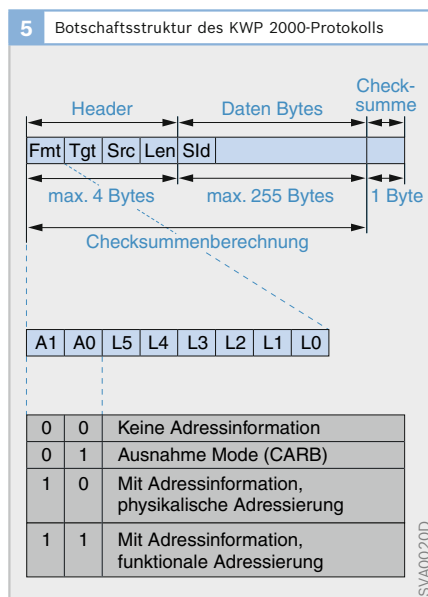 5 Botschaftsstruktur des KWP 2000-Protokolls
Check-
summe
Header Daten Bytes
Fmt Tgt Src Len SId
max. 4 Bytes max. 255 Bytes 1 Byte
Checksummenberechnung
A1 A0 L5 L4 L3 L2 L1 L0
0 0 Keine Adressinformation
0 1 Ausnahme Mode (CARB)
1 0 Mit Adressinformation,
physikalische Adressierung
1 1 Mit Adressinformation,
funktionale Adressierung
SVA0020D